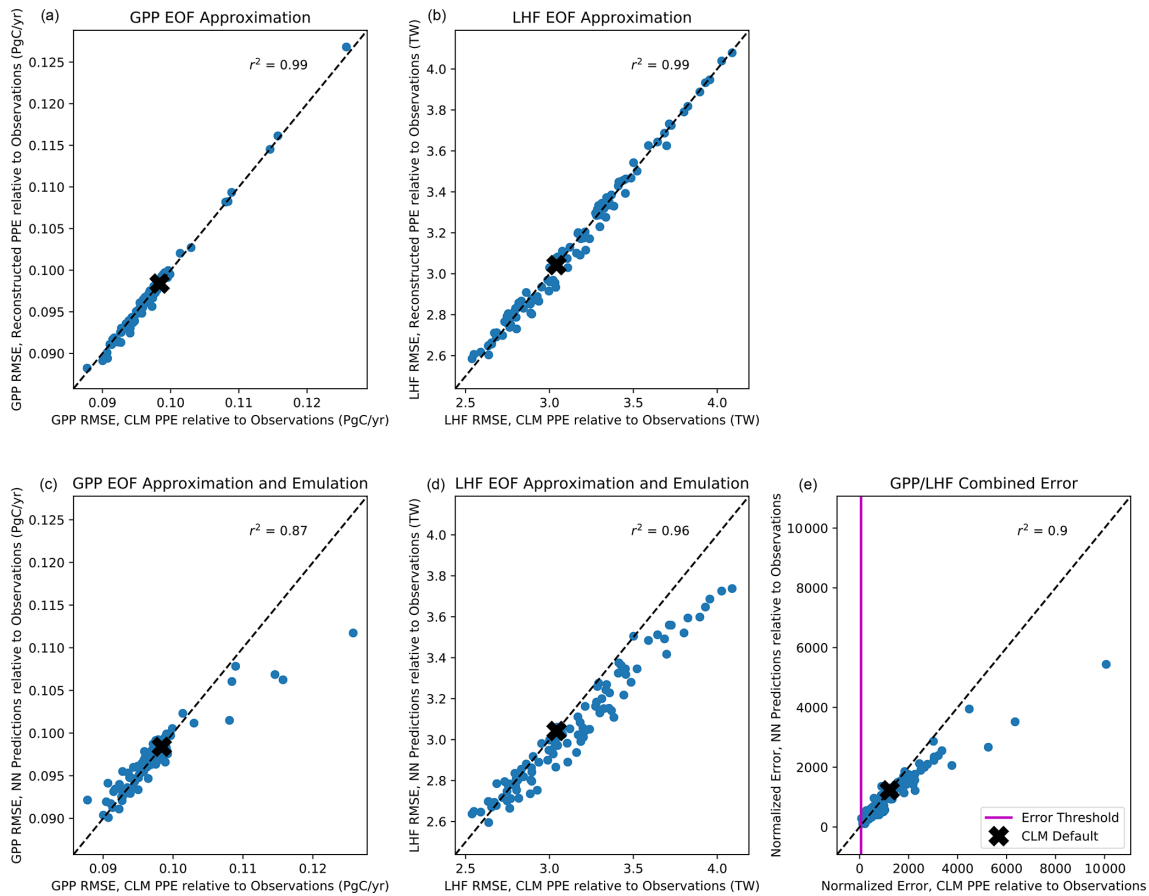 (a)
GPP EOF Approximation
GPP RMSE, Reconstructed PPE relative to Observations (PgC/yr)
r² = 0.99
0.125
0.120
0.115
0.110
0.105
0.100
0.095
0.090
0.09 0.10 0.11 0.12
GPP RMSE, CLM PPE relative to Observations (PgC/yr)
(b)
LHF EOF Approximation
LHF RMSE, Reconstructed PPE relative to Observations (TW)
r² = 0.99
4.0
3.8
3.6
3.4
3.2
3.0
2.8
2.6
2.5 3.0 3.5 4.0
LHF RMSE, CLM PPE relative to Observations (TW)
(c)
GPP EOF Approximation and Emulation
GPP RMSE, NN Predictions relative to Observations (PgC/yr)
r² = 0.87
0.125
0.120
0.115
0.110
0.105
0.100
0.095
0.090
0.09 0.10 0.11 0.12
GPP RMSE, CLM PPE relative to Observations (PgC/yr)
(d)
LHF EOF Approximation and Emulation
LHF RMSE, NN Predictions relative to Observations (TW)
r² = 0.96
4.0
3.8
3.6
3.4
3.2
3.0
2.8
2.6
2.5 3.0 3.5 4.0
LHF RMSE, CLM PPE relative to Observations (TW)
(e)
GPP/LHF Combined Error
Normalized Error, NN Predictions relative to Observations
r² = 0.9
10000
8000
6000
4000
2000
0
Error Threshold
CLM Default
0 2000 4000 6000 8000 10000
Normalized Error, CLM PPE relative to Observations